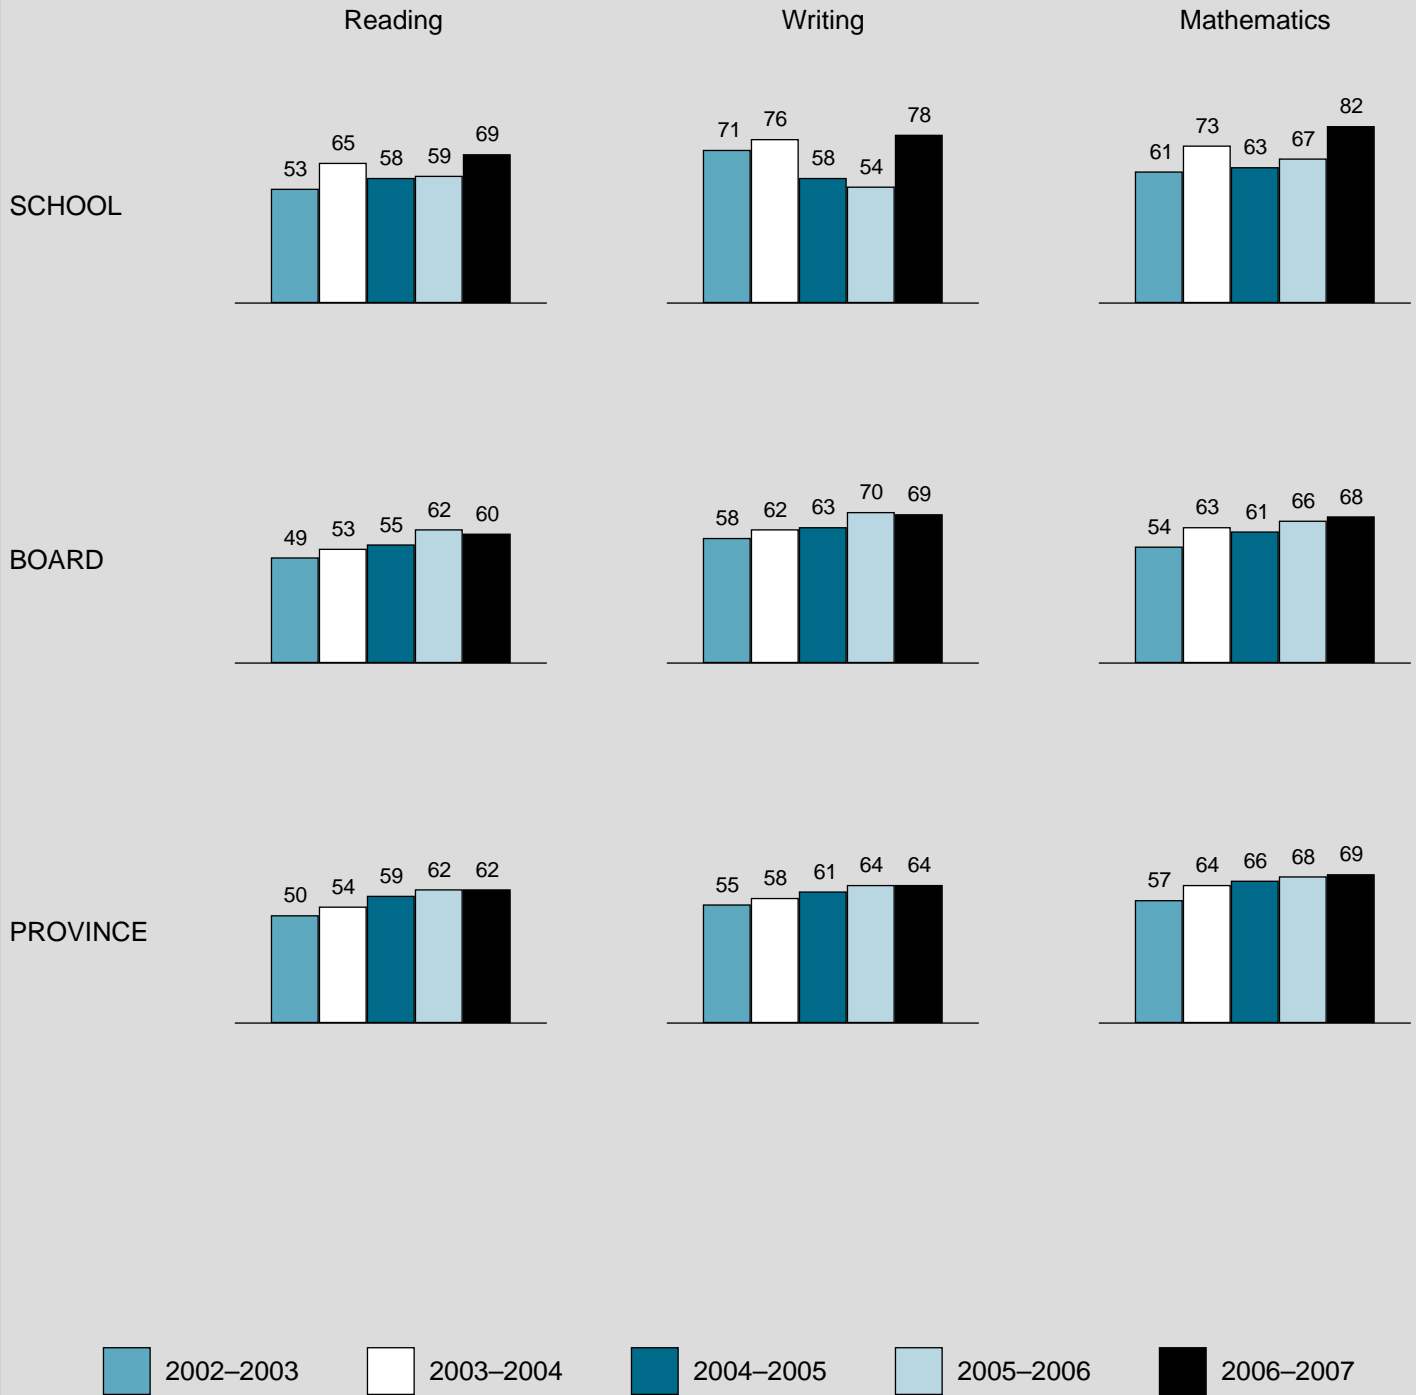 Reading Writing Mathematics
SCHOOL
53 65 58 59 69
71 76 58 54 78
61 73 63 67 82
BOARD
49 53 55 62 60
58 62 63 70 69
54 63 61 66 68
PROVINCE
50 54 59 62 62
55 58 61 64 64
57 64 66 68 69
2002–2003 2003–2004 2004–2005 2005–2006 2006–2007